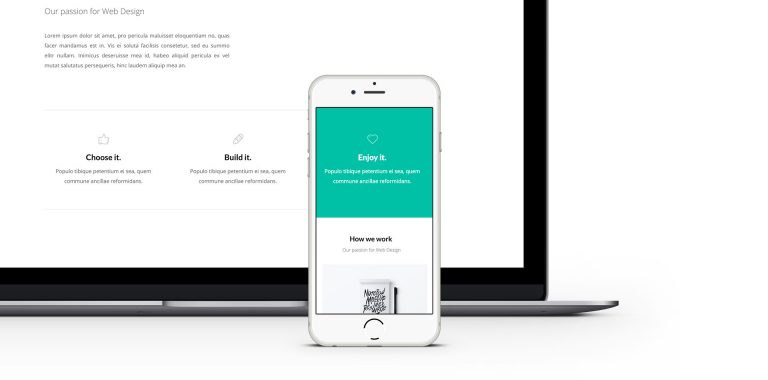 Our passion for Web Design
Lorem ipsum dolor sit amet, pro pericula maluisset eloquentiam no, quas
facer mandamus est in. Vis ei soluta facilisis consetetur, sed eu summo
elitr nullam. Inimicus deseruisse mea id, habeo aliquid pericula ex vel
mutat salutatus persequeris, hinc laudem aliquip mea an.
Choose it.
Populo tibique petentium ei sea, quem
commune ancillae reformidans.
Build it.
Populo tibique petentium ei sea, quem
commune ancillae reformidans.
Enjoy it.
Populo tibique petentium ei sea, quem
commune ancillae reformidans.
How we work
Our passion for Web Design